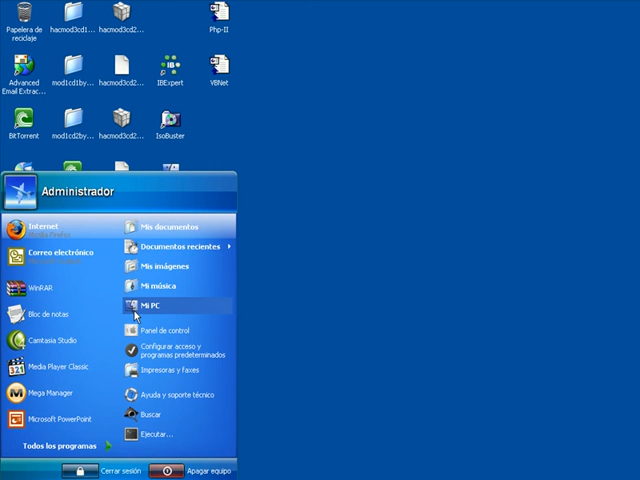 Papelera de
reciclaje
hacmod3cd1...
hacmod3cd2...
Php-II
Advanced
Email Extrac...
mod1cd1by...
hacmod3cd2...
IBExpert
VBNet
BitTorrent
mod1cd2by...
hacmod3cd2...
IsoBuster
Administrador
Internet
Mozilla Firefox
Correo electrónico
WinRAR
Bloc de notas
Camtasia Studio
Media Player Classic
Mega Manager
Microsoft PowerPoint
Todos los programas
Mis documentos
Documentos recientes
Mis imágenes
Mi música
Mi PC
Panel de control
Configurar acceso y
programas predeterminados
Impresoras y faxes
Ayuda y soporte técnico
Buscar
Ejecutar...
Cerrar sesión
Apagar equipo